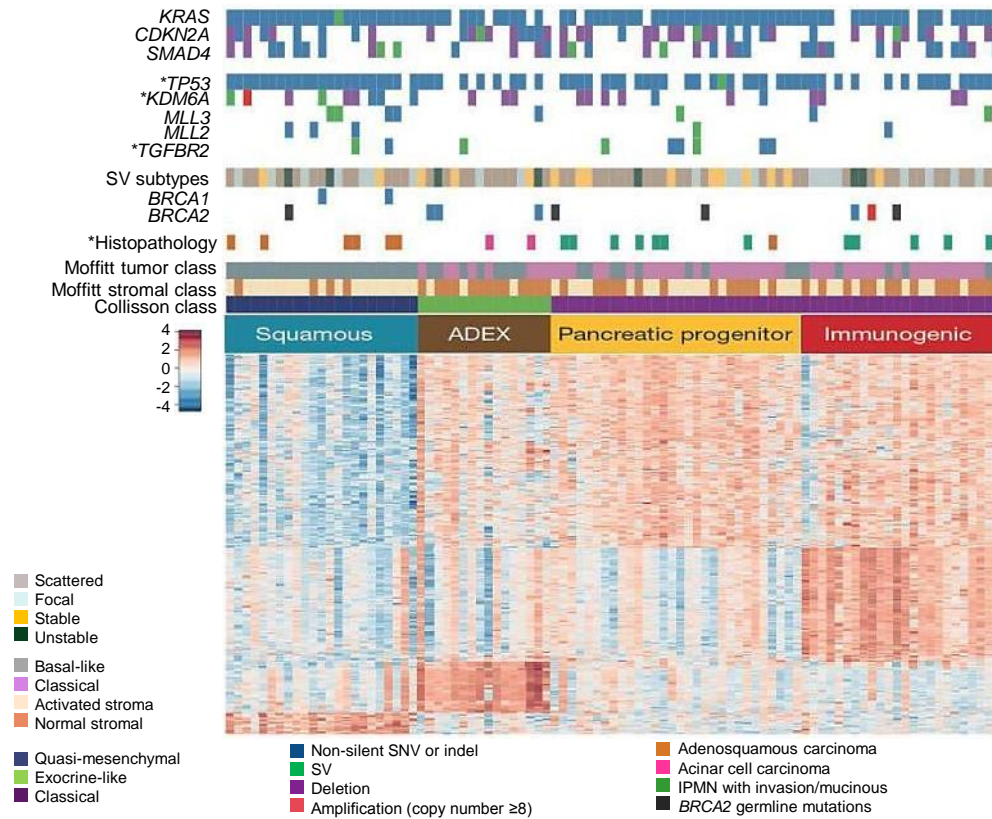 KRAS
CDKN2A
SMAD4
*TP53
*KDM6A
MLL3
MLL2
*TGFBR2
SV subtypes
BRCA1
BRCA2
*Histopathology
Moffitt tumor class
Moffitt stromal class
Collisson class
Squamous ADEX Pancreatic progenitor Immunogenic
4
2
0
-2
-4
Scattered
Focal
Stable
Unstable
Basal-like
Classical
Activated stroma
Normal stromal
Quasi-mesenchymal
Exocrine-like
Classical
Non-silent SNV or indel
SV
Deletion
Amplification (copy number ≥8)
Adenosquamous carcinoma
Acinar cell carcinoma
IPMN with invasion/mucinous
BRCA2 germline mutations